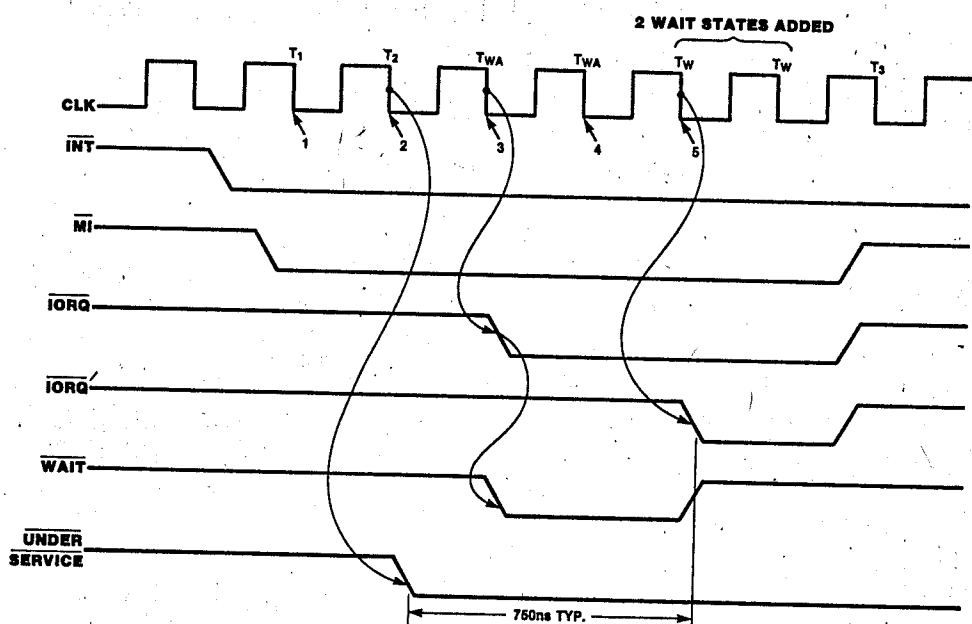 2 WAIT STATES ADDED
T1 T2 TWA TWA TW TW T3
CLK
1 2 3 4 5
INT
MI
IORQ
IORQ′
WAIT
UNDER
SERVICE
750ns TYP.